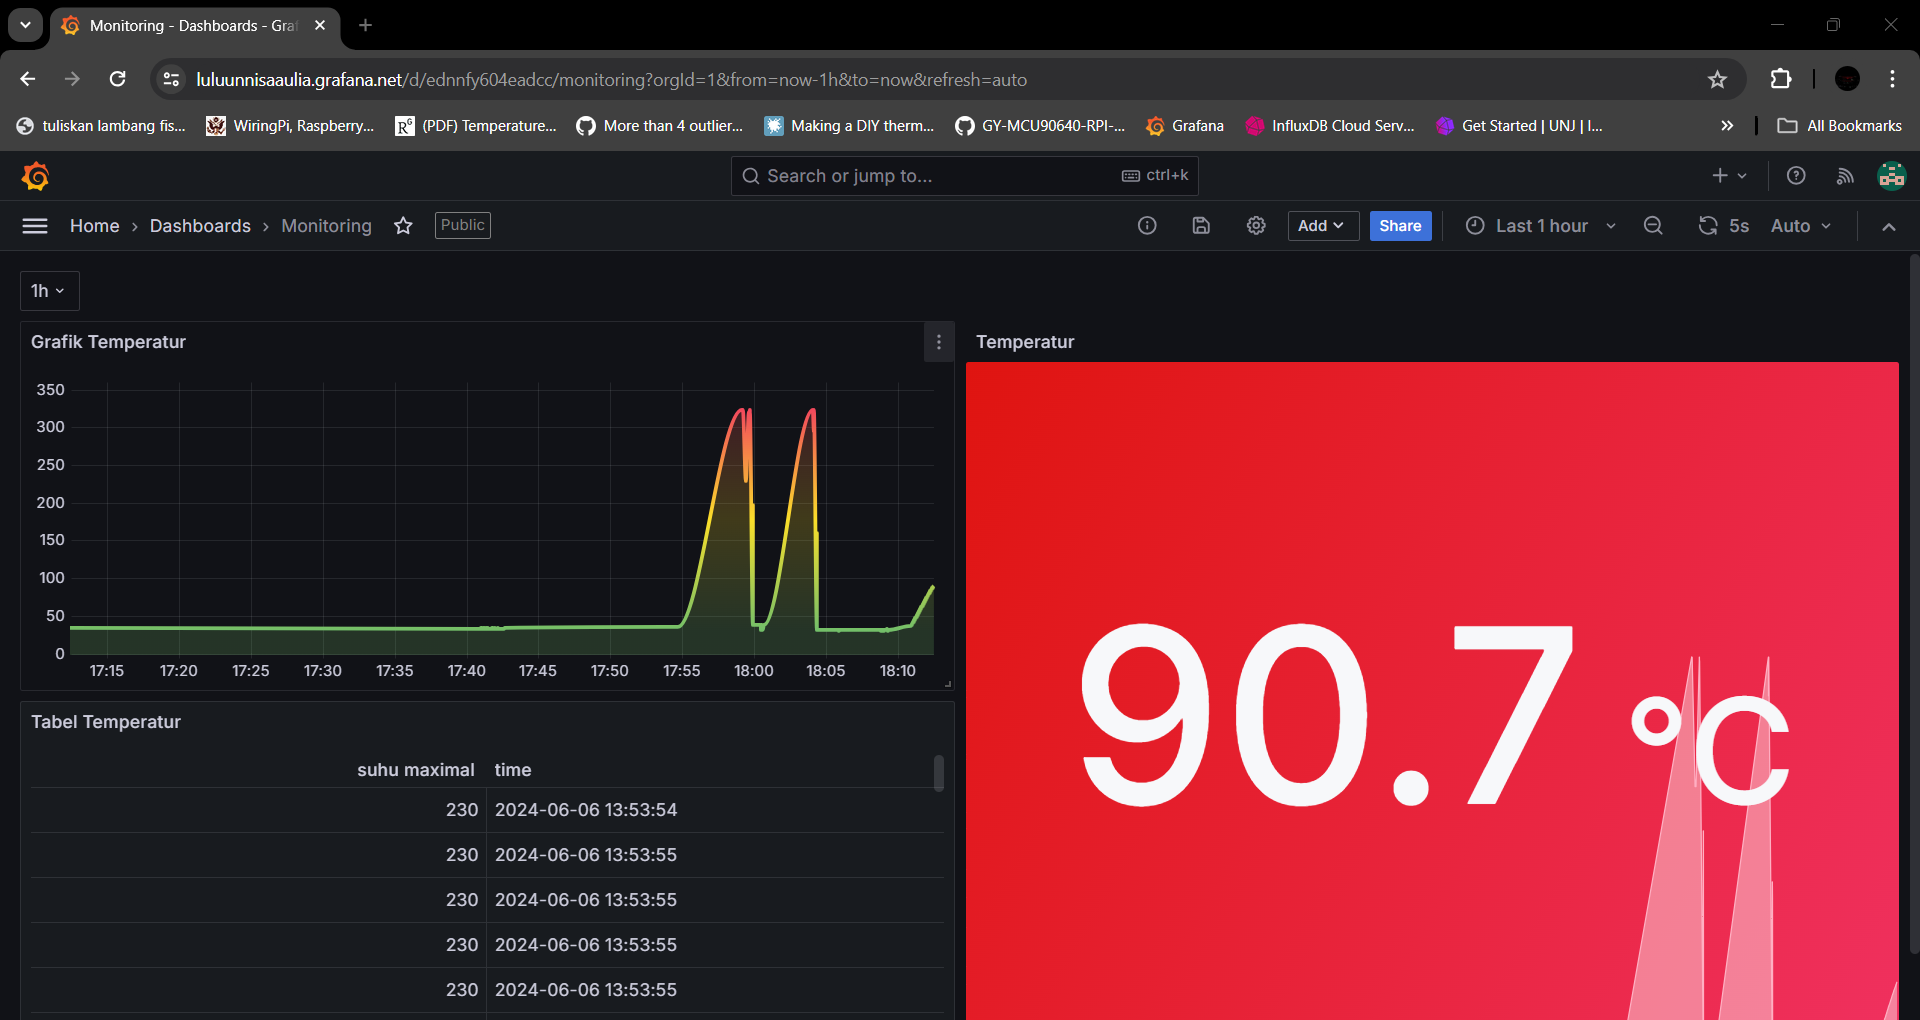 Monitoring - Dashboards - Gra
luluunnisaaulia.grafana.net/d/ednnfy604eadcc/monitoring?orgId=1&from=now-1h&to=now&refresh=auto
tuliskan lambang fis... WiringPi, Raspberry... (PDF) Temperature... More than 4 outlier... Making a DIY therm... GY-MCU90640-RPI-... Grafana InfluxDB Cloud Serv... Get Started | UNJ | I... » All Bookmarks
Search or jump to... ctrl+k
Home › Dashboards › Monitoring Public Add Share Last 1 hour 5s Auto
1h
Grafik Temperatur
350
300
250
200
150
100
50
0
17:15 17:20 17:25 17:30 17:35 17:40 17:45 17:50 17:55 18:00 18:05 18:10
Temperatur
90.7 °C
Tabel Temperatur
suhu maximal time
230 2024-06-06 13:53:54
230 2024-06-06 13:53:55
230 2024-06-06 13:53:55
230 2024-06-06 13:53:55
230 2024-06-06 13:53:55